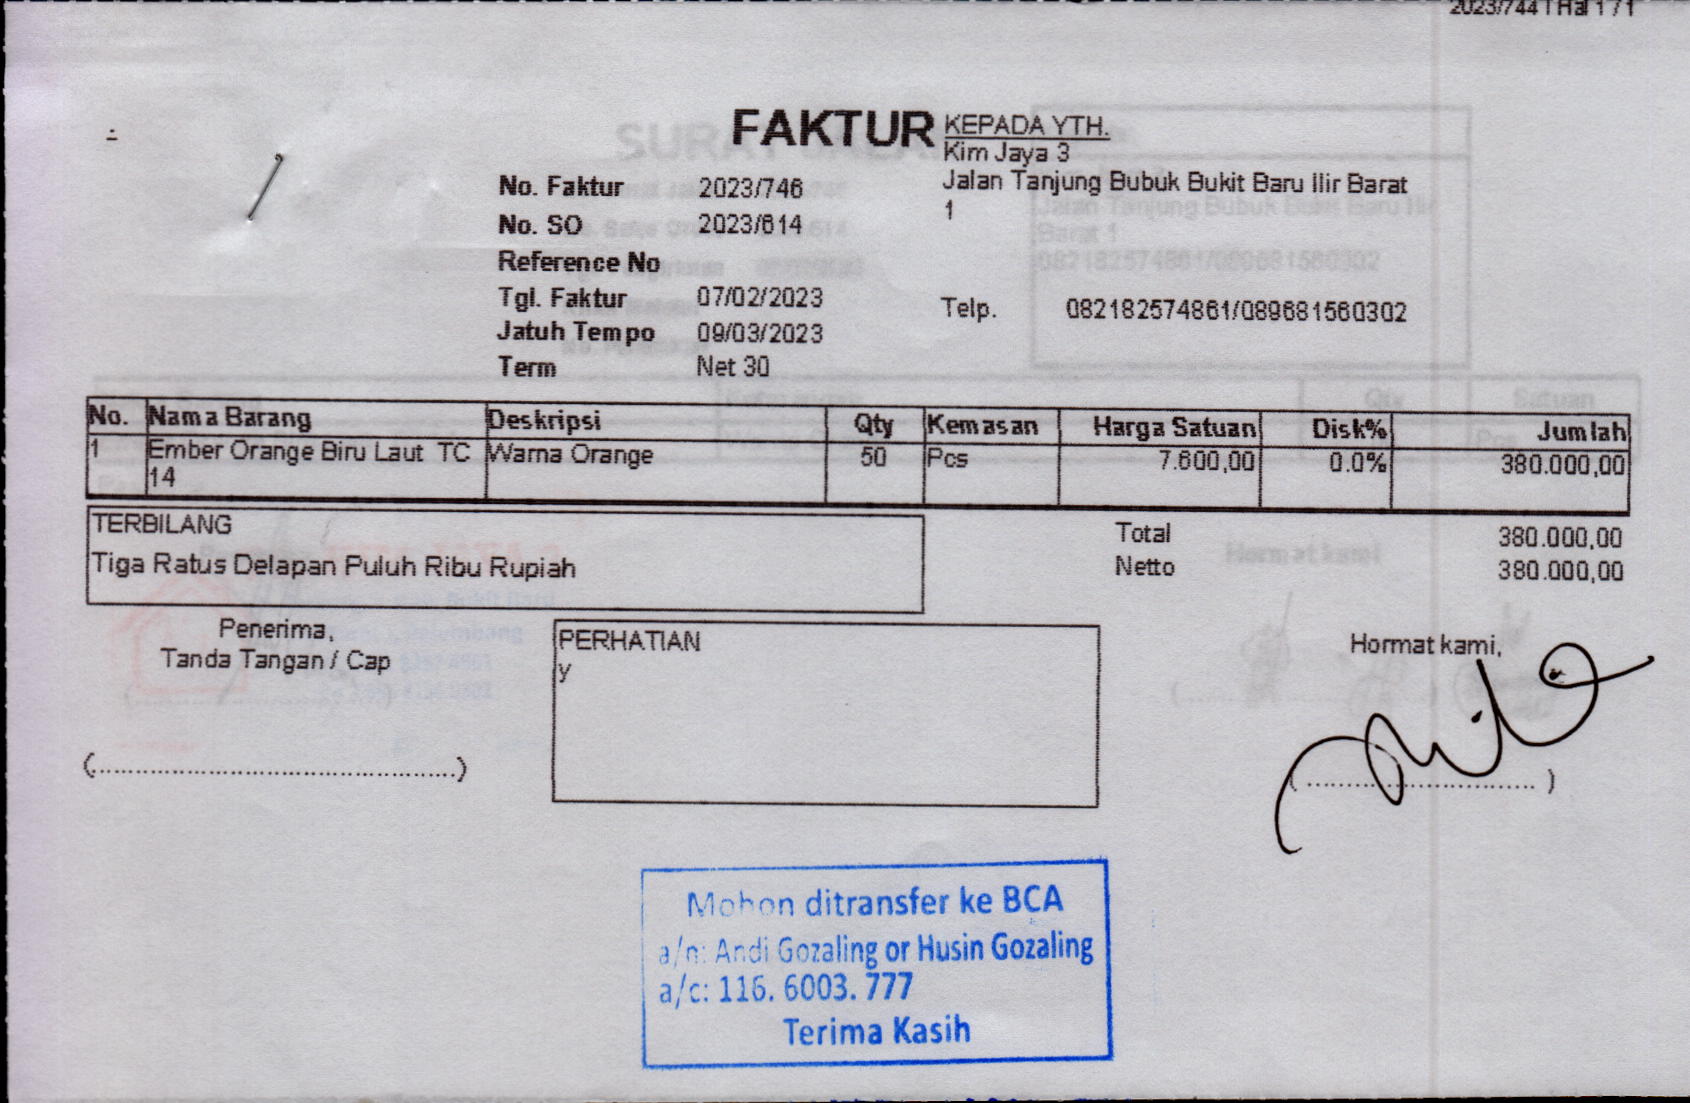 2023/744 | Hal 1 / 1
FAKTUR
KEPADA YTH.
Kim Jaya 3
Jalan Tanjung Bubuk Bukit Baru Ilir Barat
1
Telp. 082182574861/089681560302
No. Faktur 2023/746
No. SO 2023/614
Reference No
Tgl. Faktur 07/02/2023
Jatuh Tempo 09/03/2023
Term Net 30
No. Nama Barang Deskripsi Qty Kemasan Harga Satuan Disk% Jumlah
1 Ember Orange Biru Laut TC Warna Orange 50 Pcs 7.600,00 0.0% 380.000,00
14
TERBILANG
Tiga Ratus Delapan Puluh Ribu Rupiah
Total 380.000,00
Netto 380.000,00
Penerima,
Tanda Tangan / Cap
(............................................)
PERHATIAN
y
Hormat kami,
(............................)
Mohon ditransfer ke BCA
a/n: Andi Gozaling or Husin Gozaling
a/c: 116. 6003. 777
Terima Kasih